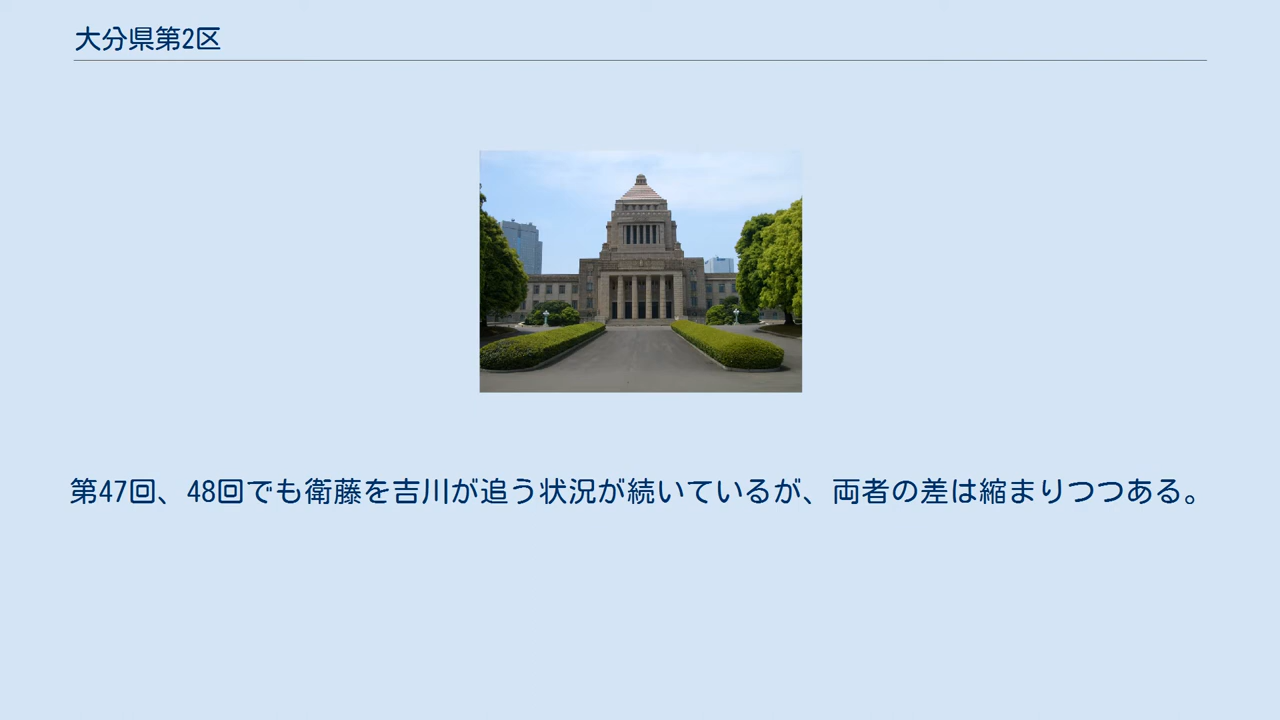 大分県第2区
第47回、48回でも衛藤を吉川が追う状況が続いているが、両者の差は縮まりつつある。